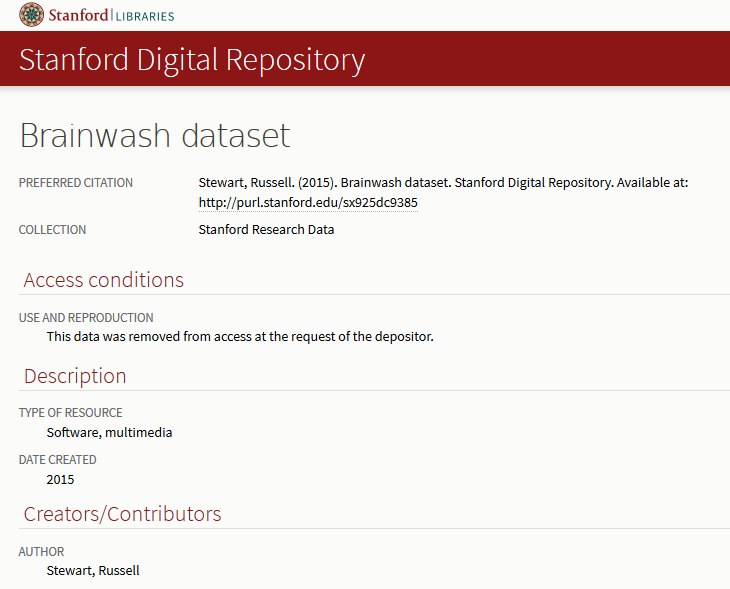 Stanford LIBRARIES
Stanford Digital Repository
Brainwash dataset
PREFERRED CITATION Stewart, Russell. (2015). Brainwash dataset. Stanford Digital Repository. Available at:
http://purl.stanford.edu/sx925dc9385
COLLECTION Stanford Research Data
Access conditions
USE AND REPRODUCTION
This data was removed from access at the request of the depositor.
Description
TYPE OF RESOURCE
Software, multimedia
DATE CREATED
2015
Creators/Contributors
AUTHOR
Stewart, Russell